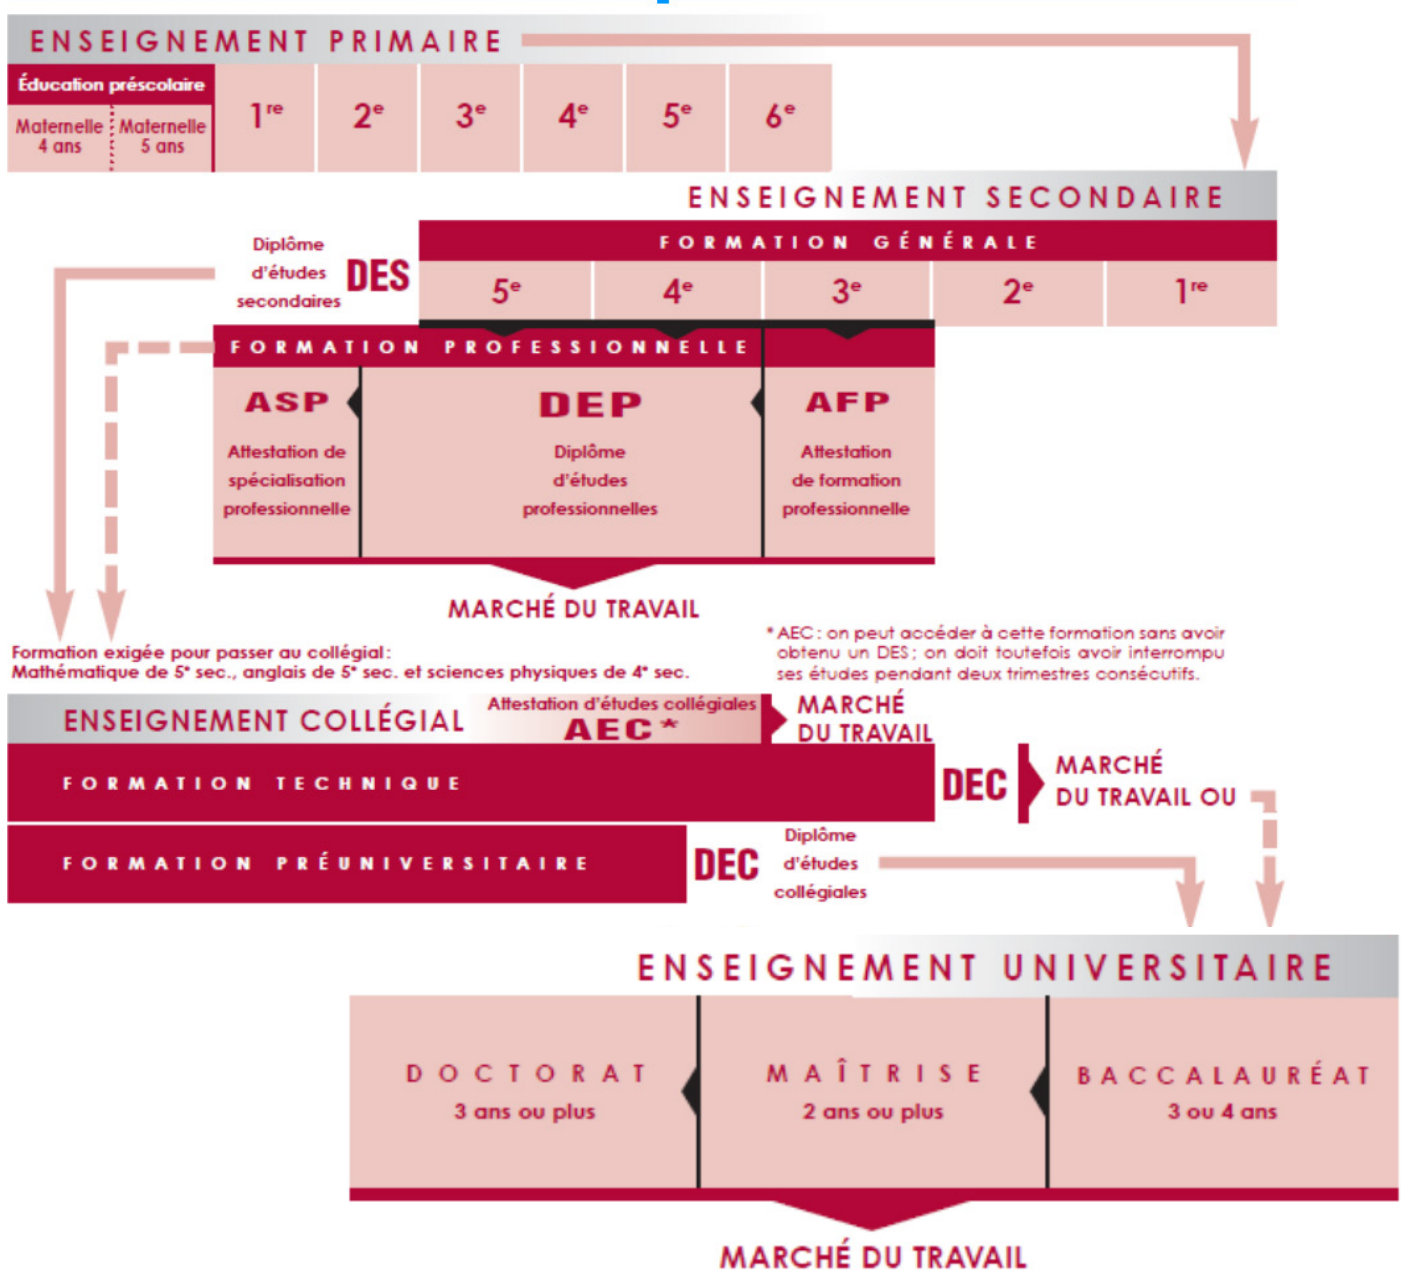 ENSEIGNEMENT PRIMAIRE
Éducation préscolaire
Maternelle
4 ans
Maternelle
5 ans
1re
2e
3e
4e
5e
6e
ENSEIGNEMENT SECONDAIRE
FORMATION GÉNÉRALE
Diplôme
d'études
secondaires
DES
5e
4e
3e
2e
1re
FORMATION PROFESSIONNELLE
ASP
Attestation de
spécialisation
professionnelle
DEP
Diplôme
d'études
professionnelles
AFP
Attestation
de formation
professionnelle
MARCHÉ DU TRAVAIL
Formation exigée pour passer au collégial :
Mathématique de 5e sec., anglais de 5e sec. et sciences physiques de 4e sec.
* AEC : on peut accéder à cette formation sans avoir
obtenu un DES ; on doit toutefois avoir interrompu
ses études pendant deux trimestres consécutifs.
ENSEIGNEMENT COLLÉGIAL
Attestation d'études collégiales
AEC*
MARCHÉ
DU TRAVAIL
FORMATION TECHNIQUE
DEC
MARCHÉ
DU TRAVAIL OU
FORMATION PRÉUNIVERSITAIRE
DEC
Diplôme
d'études
collégiales
ENSEIGNEMENT UNIVERSITAIRE
DOCTORAT
3 ans ou plus
MAÎTRISE
2 ans ou plus
BACCALAURÉAT
3 ou 4 ans
MARCHÉ DU TRAVAIL